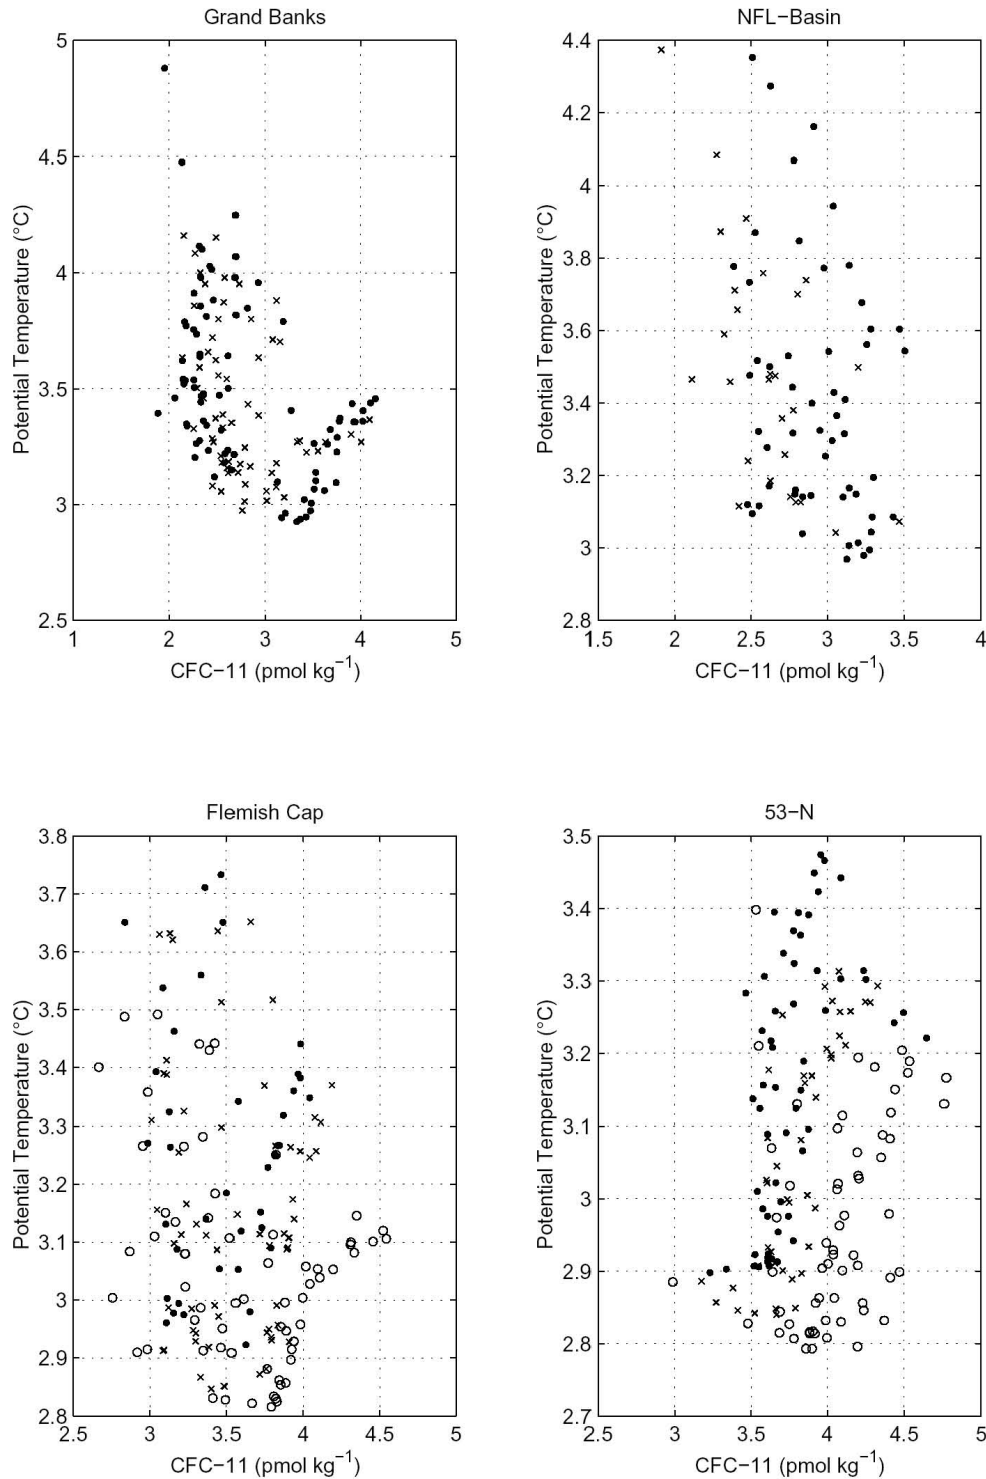 Grand Banks
5
4.5
4
3.5
3
2.5
Potential Temperature (°C)
1 2 3 4 5
CFC−11 (pmol kg−1)
NFL−Basin
4.4
4.2
4
3.8
3.6
3.4
3.2
3
2.8
Potential Temperature (°C)
1.5 2 2.5 3 3.5 4
CFC−11 (pmol kg−1)
Flemish Cap
3.8
3.7
3.6
3.5
3.4
3.3
3.2
3.1
3
2.9
2.8
Potential Temperature (°C)
2.5 3 3.5 4 4.5 5
CFC−11 (pmol kg−1)
53−N
3.5
3.4
3.3
3.2
3.1
3
2.9
2.8
2.7
Potential Temperature (°C)
2.5 3 3.5 4 4.5 5
CFC−11 (pmol kg−1)